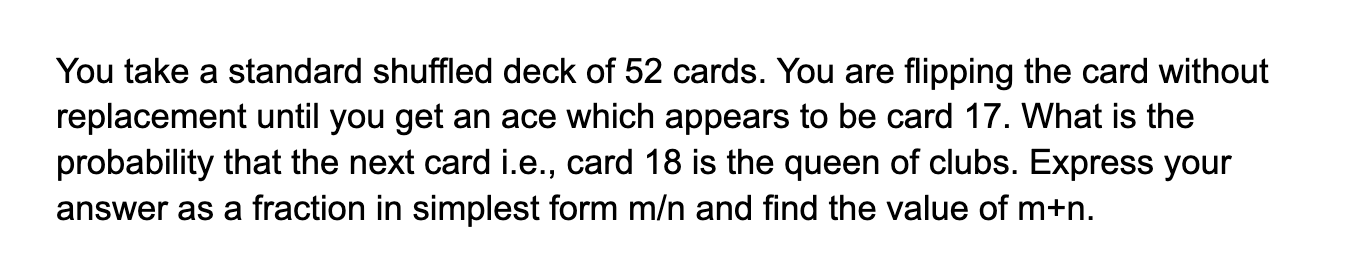 You take a standard shuffled deck of 52 cards. You are flipping the card without
replacement until you get an ace which appears to be card 17. What is the
probability that the next card i.e., card 18 is the queen of clubs. Express your
answer as a fraction in simplest form m/n and find the value of m+n.